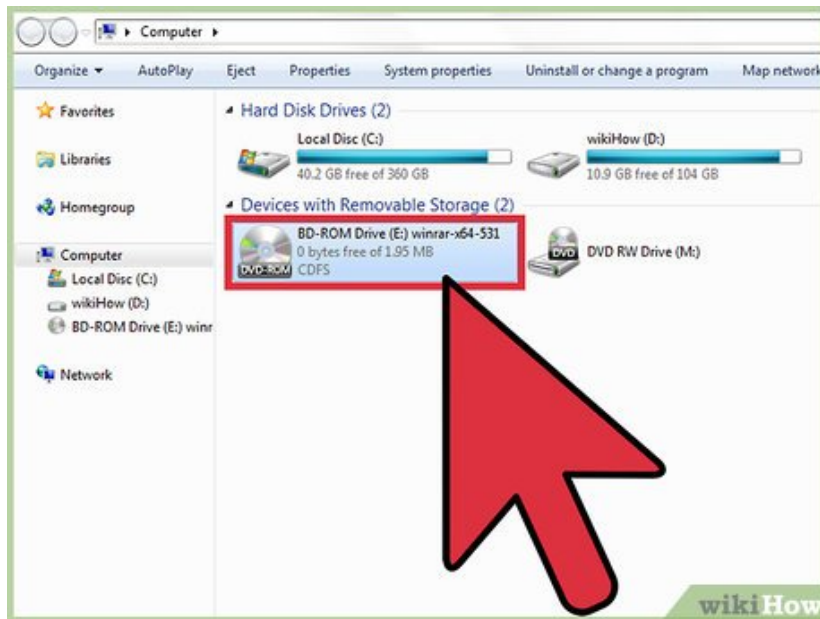 Computer
Organize AutoPlay Eject Properties System properties Uninstall or change a program Map network
Favorites
Libraries
Homegroup
Computer
Local Disc (C:)
wikiHow (D:)
BD-ROM Drive (E:) winr
Network
Hard Disk Drives (2)
Local Disc (C:)
40.2 GB free of 360 GB
wikiHow (D:)
10.9 GB free of 104 GB
Devices with Removable Storage (2)
BD-ROM Drive (E:) winrar-x64-531
0 bytes free of 1.95 MB
CDFS
DVD-ROM
DVD
DVD RW Drive (M:)
wikiHow